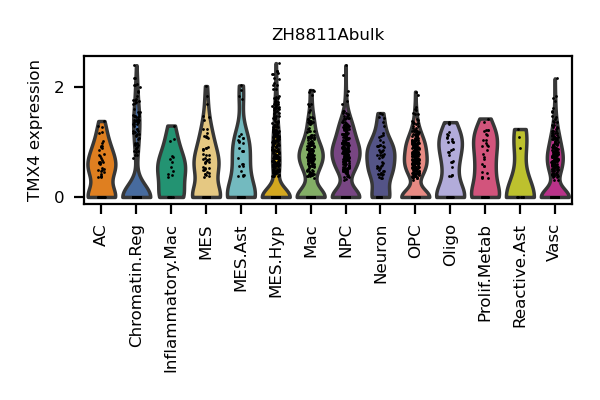 ZH8811Abulk
TMX4 expression
2
0
AC
Chromatin.Reg
Inflammatory.Mac
MES
MES.Ast
MES.Hyp
Mac
NPC
Neuron
OPC
Oligo
Prolif.Metab
Reactive.Ast
Vasc